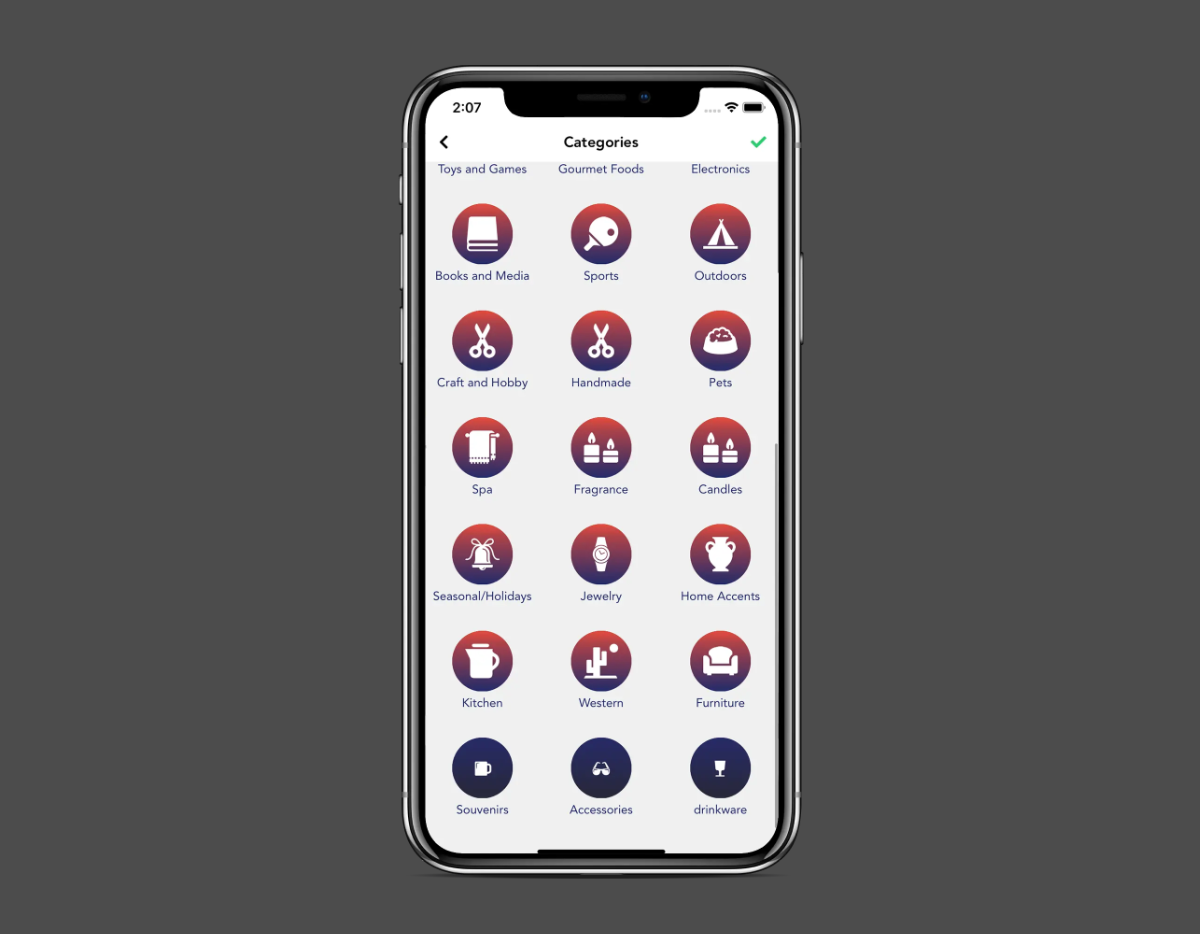 2:07
Categories
Toys and Games Gourmet Foods Electronics
Books and Media Sports Outdoors
Craft and Hobby Handmade Pets
Spa Fragrance Candles
Seasonal/Holidays Jewelry Home Accents
Kitchen Western Furniture
Souvenirs Accessories drinkware